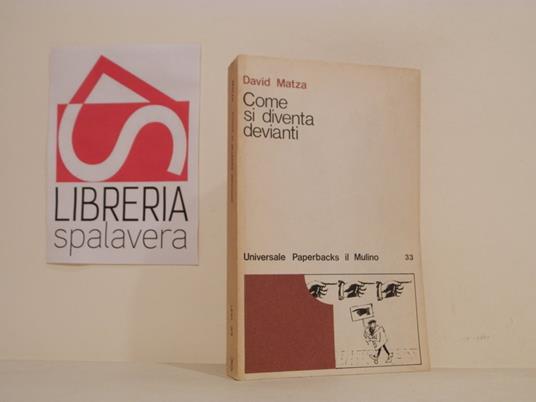 LIBRERIA
spalavera
David Matza
Come
si diventa
devianti
Universale Paperbacks il Mulino 33